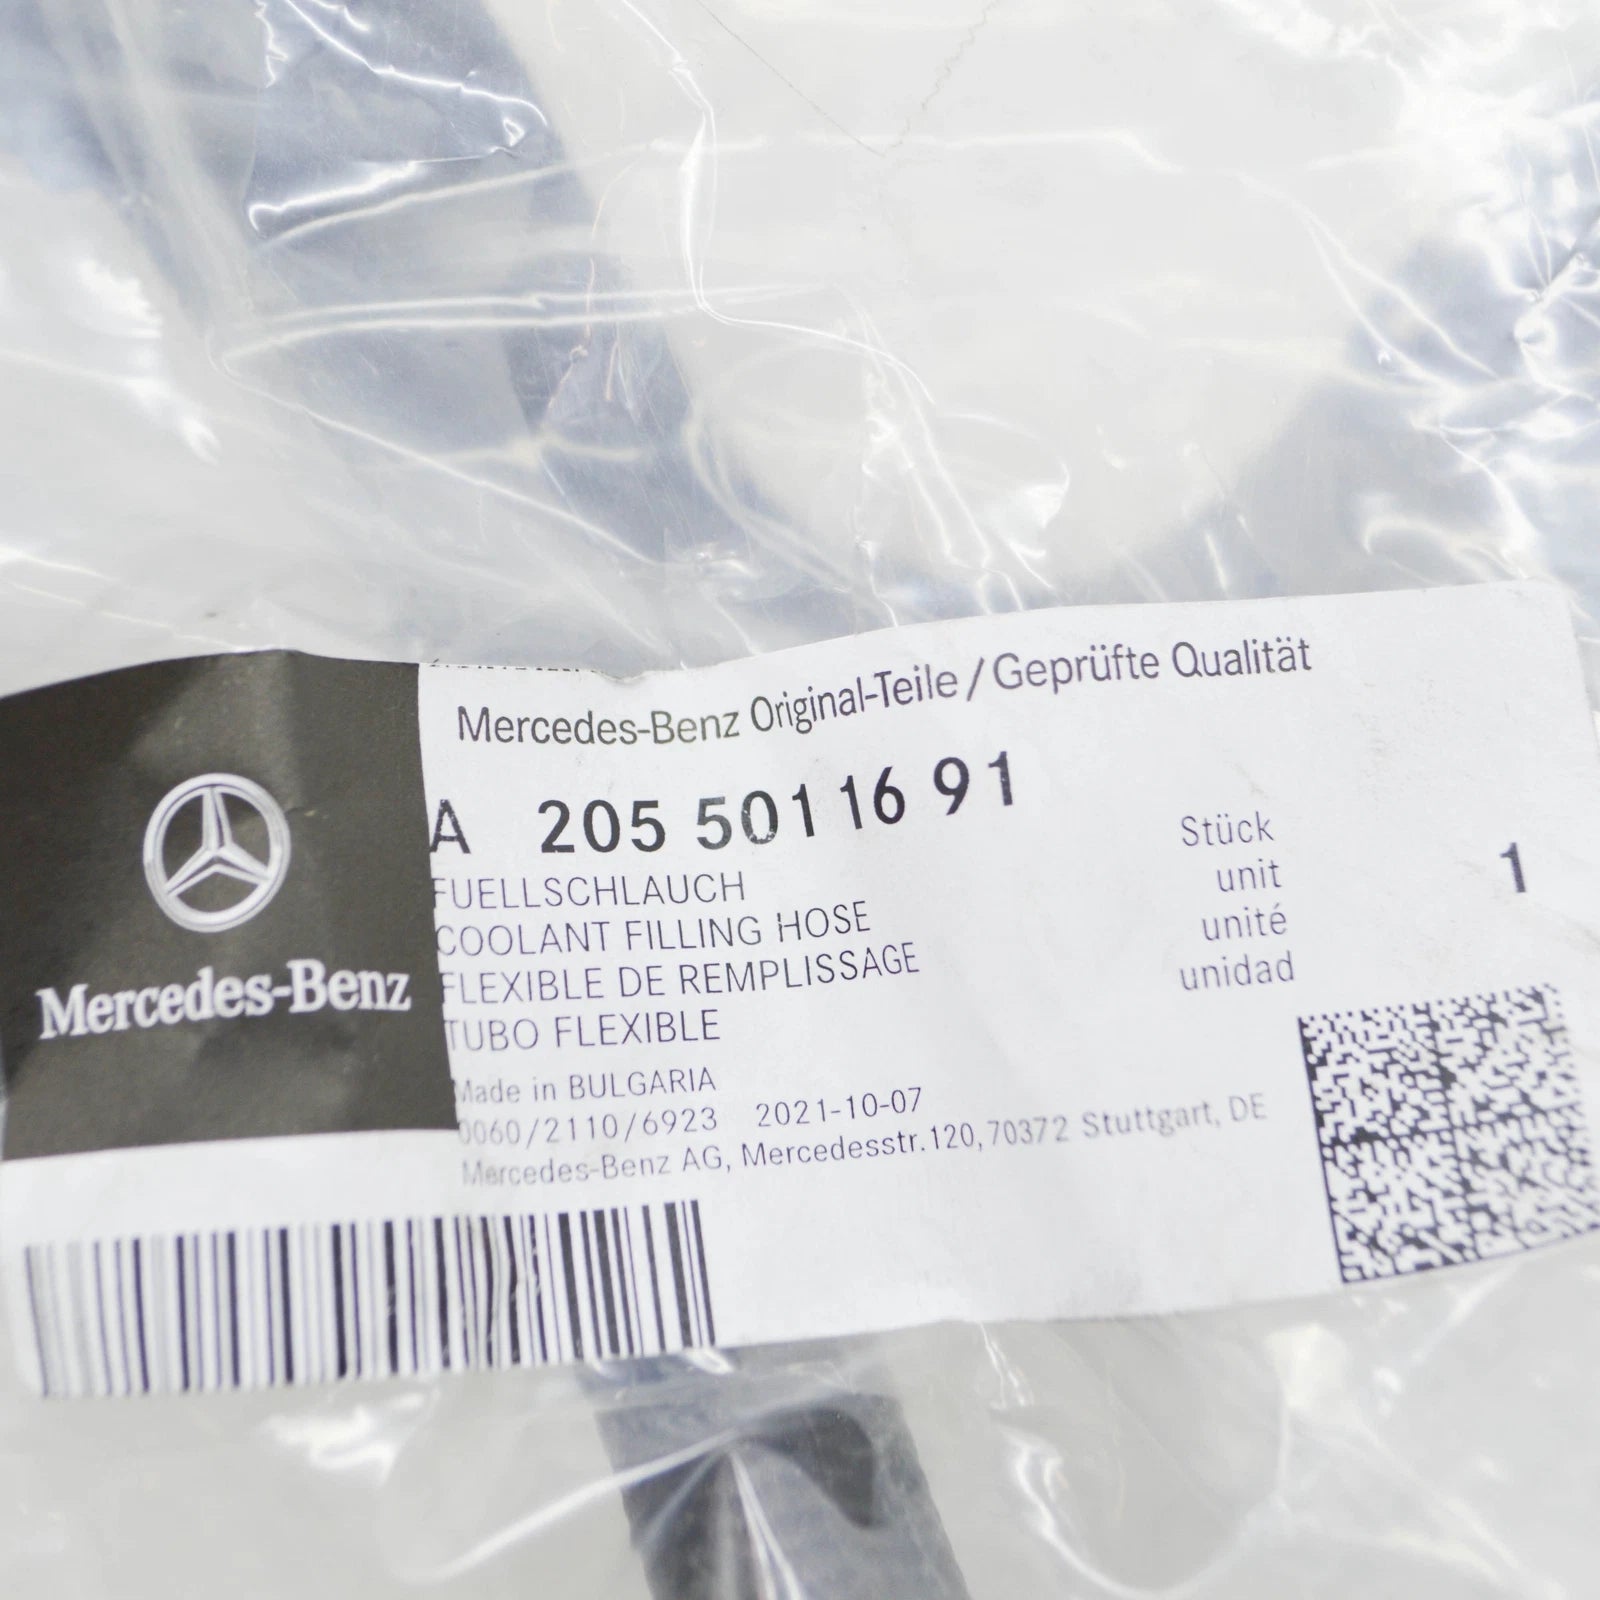 Mercedes-Benz
Mercedes-Benz Original-Teile / Geprüfte Qualität
A 205 501 16 91
FUELLSCHLAUCH
COOLANT FILLING HOSE
FLEXIBLE DE REMPLISSAGE
TUBO FLEXIBLE
Stück
unit
unité
unidad
1
Made in BULGARIA
0060/2110/6923 2021-10-07
Mercedes-Benz AG, Mercedesstr. 120, 70372 Stuttgart, DE